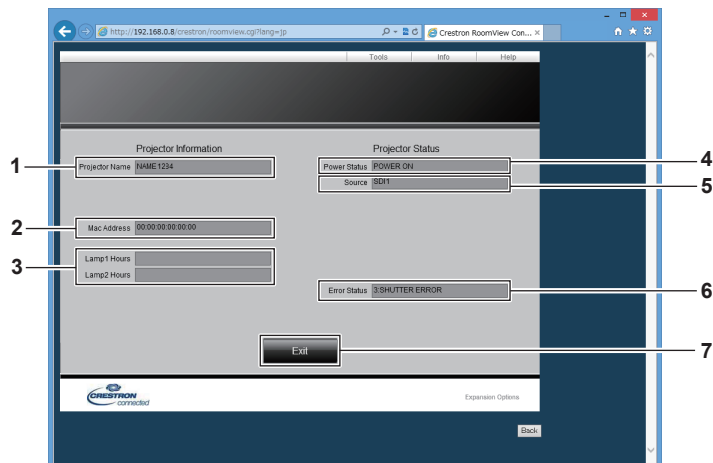 http://192.168.0.8/crestron/roomview.cgi?lang=jp
Crestron RoomView Con...
Tools Info Help
Projector Information
Projector Status
1
Projector Name NAME1234
Power Status POWER ON
4
Source SDI1
5
2
Mac Address 00:00:00:00:00:00
3
Lamp1 Hours
Lamp2 Hours
Error Status 3:SHUTTER ERROR
6
Exit
7
CRESTRON
connected
Expansion Options
Back